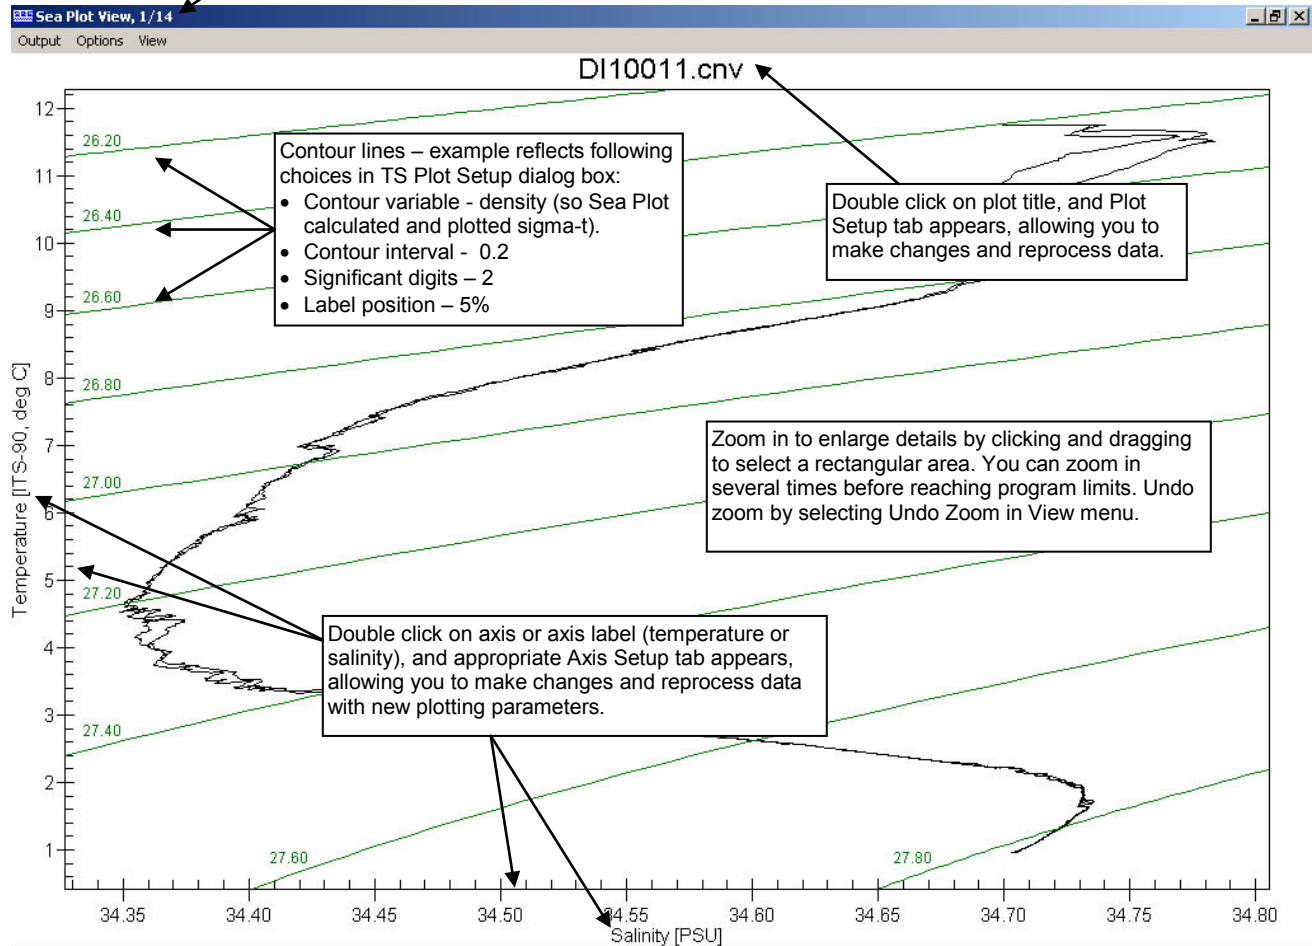 Sea Plot View, 1/14
Output Options View
DI10011.cnv
12
11
10
9
8
7
6
5
4
3
2
1
Temperature [ITS-90, deg C]
26.20
26.40
26.60
26.80
27.00
27.20
27.40
27.60
27.80
Contour lines – example reflects following
choices in TS Plot Setup dialog box:
• Contour variable - density (so Sea Plot
calculated and plotted sigma-t).
• Contour interval - 0.2
• Significant digits – 2
• Label position – 5%
Double click on plot title, and Plot
Setup tab appears, allowing you to
make changes and reprocess data.
Zoom in to enlarge details by clicking and dragging
to select a rectangular area. You can zoom in
several times before reaching program limits. Undo
zoom by selecting Undo Zoom in View menu.
Double click on axis or axis label (temperature or
salinity), and appropriate Axis Setup tab appears,
allowing you to make changes and reprocess data
with new plotting parameters.
34.35 34.40 34.45 34.50 34.55 34.60 34.65 34.70 34.75 34.80
Salinity [PSU]